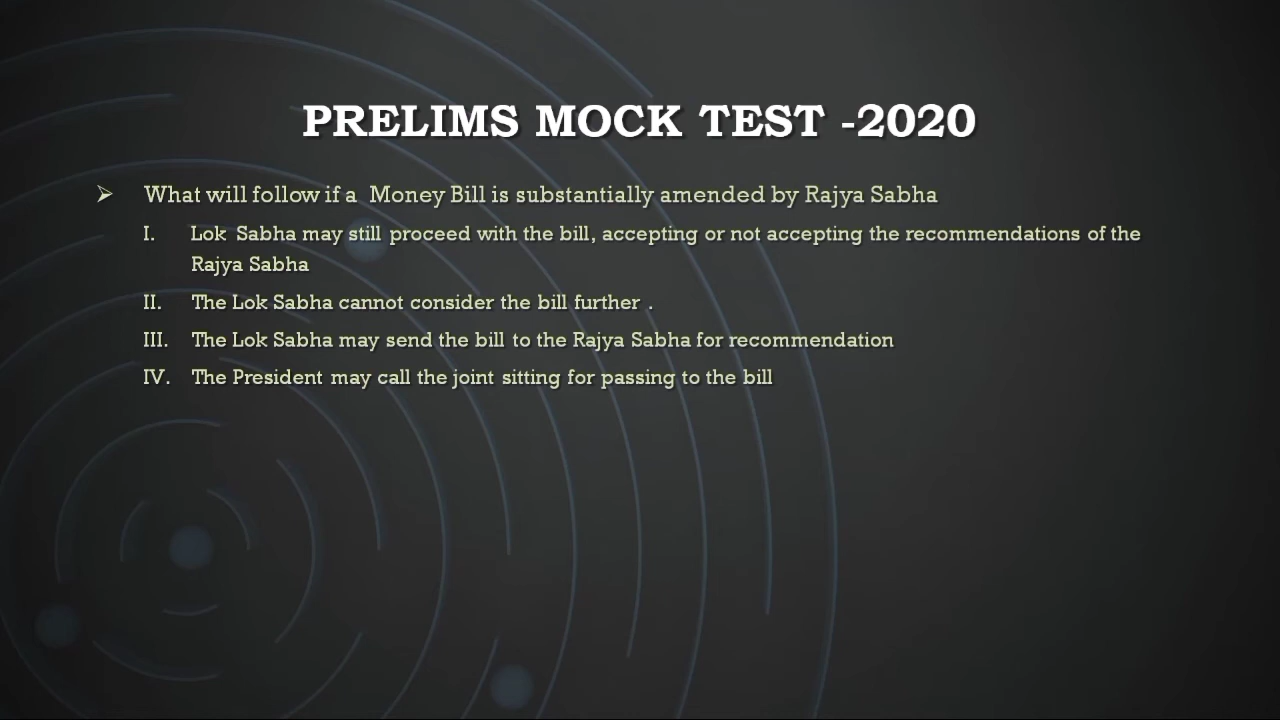 PRELIMS MOCK TEST -2020
➢ What will follow if a Money Bill is substantially amended by Rajya Sabha
I. Lok Sabha may still proceed with the bill, accepting or not accepting the recommendations of the
Rajya Sabha
II. The Lok Sabha cannot consider the bill further .
III. The Lok Sabha may send the bill to the Rajya Sabha for recommendation
IV. The President may call the joint sitting for passing to the bill